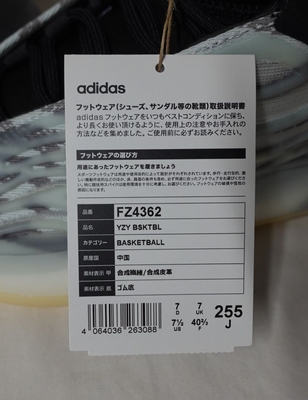 adidas
フットウェア(シューズ、サンダル等の靴類)取扱説明書
adidasフットウェアをいつもベストコンディションに保ち、
より長くお使い頂けるように、使用上の注意やお手入れの
方法などを集めました。ご使用前に必ずお読みください。
フットウェアの選び方
用途にあったフットウェアを履きましょう
品番 FZ4362
品名 YZY BSKTBL
カテゴリー BASKETBALL
原産国 中国
素材表示 甲 合成繊維/合成皮革
素材表示 底 ゴム底
4 064036 263088
7 D 7 UK 255
7½ US 40⅔ F J